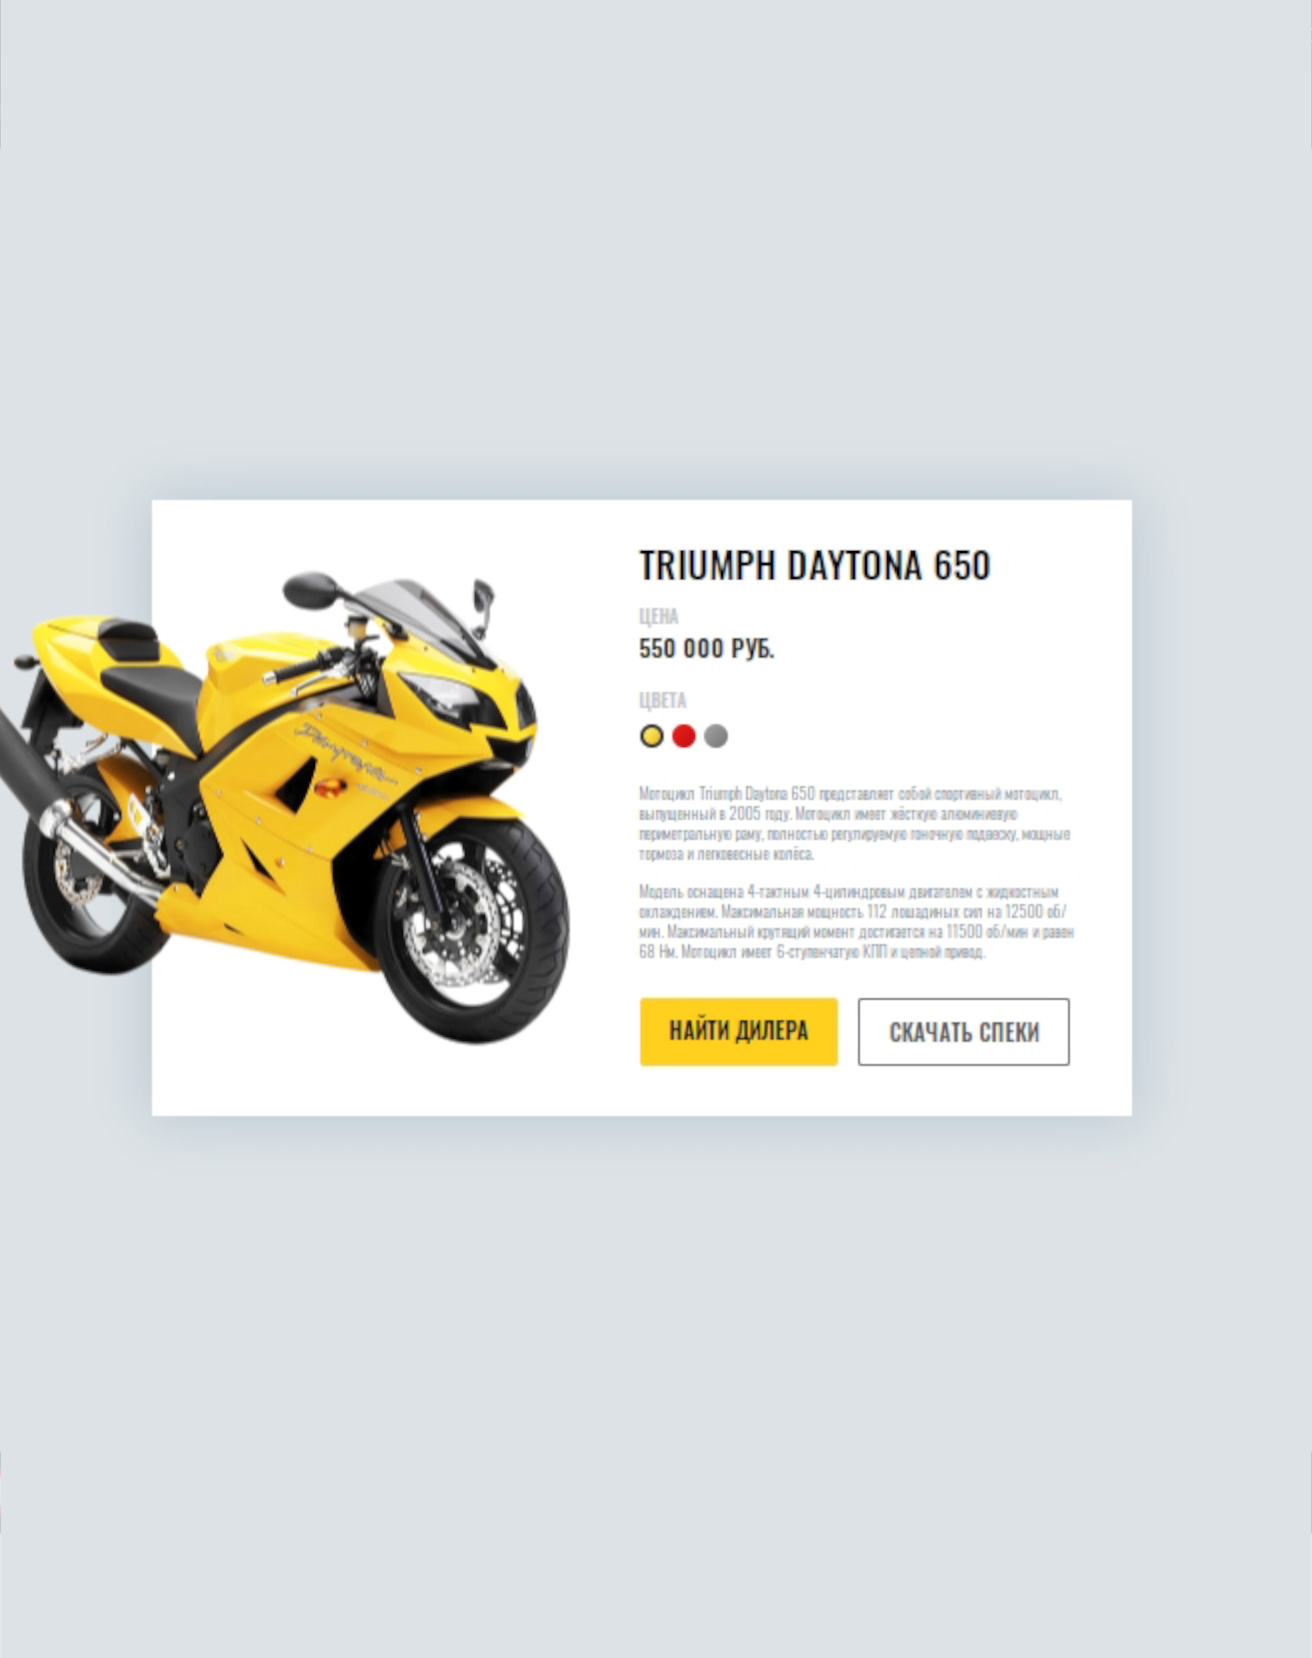 TRIUMPH DAYTONA 650
ЦЕНА
550 000 РУБ.
ЦВЕТА
Daytona
Мотоцикл Triumph Daytona 650 представляет собой спортивный мотоцикл,
выпущенный в 2005 году. Мотоцикл имеет жёсткую алюминиевую
периметральную раму, полностью регулируемую гоночную подвеску, мощные
тормоза и легковесные колёса.
Модель оснащена 4-тактным 4-цилиндровым двигателем с жидкостным
охлаждением. Максимальная мощность 112 лошадиных сил на 12500 об/
мин. Максимальный крутящий момент достигается на 11500 об/мин и равен
68 Нм. Мотоцикл имеет 6-ступенчатую КПП и цепной привод.
НАЙТИ ДИЛЕРА
СКАЧАТЬ СПЕКИ